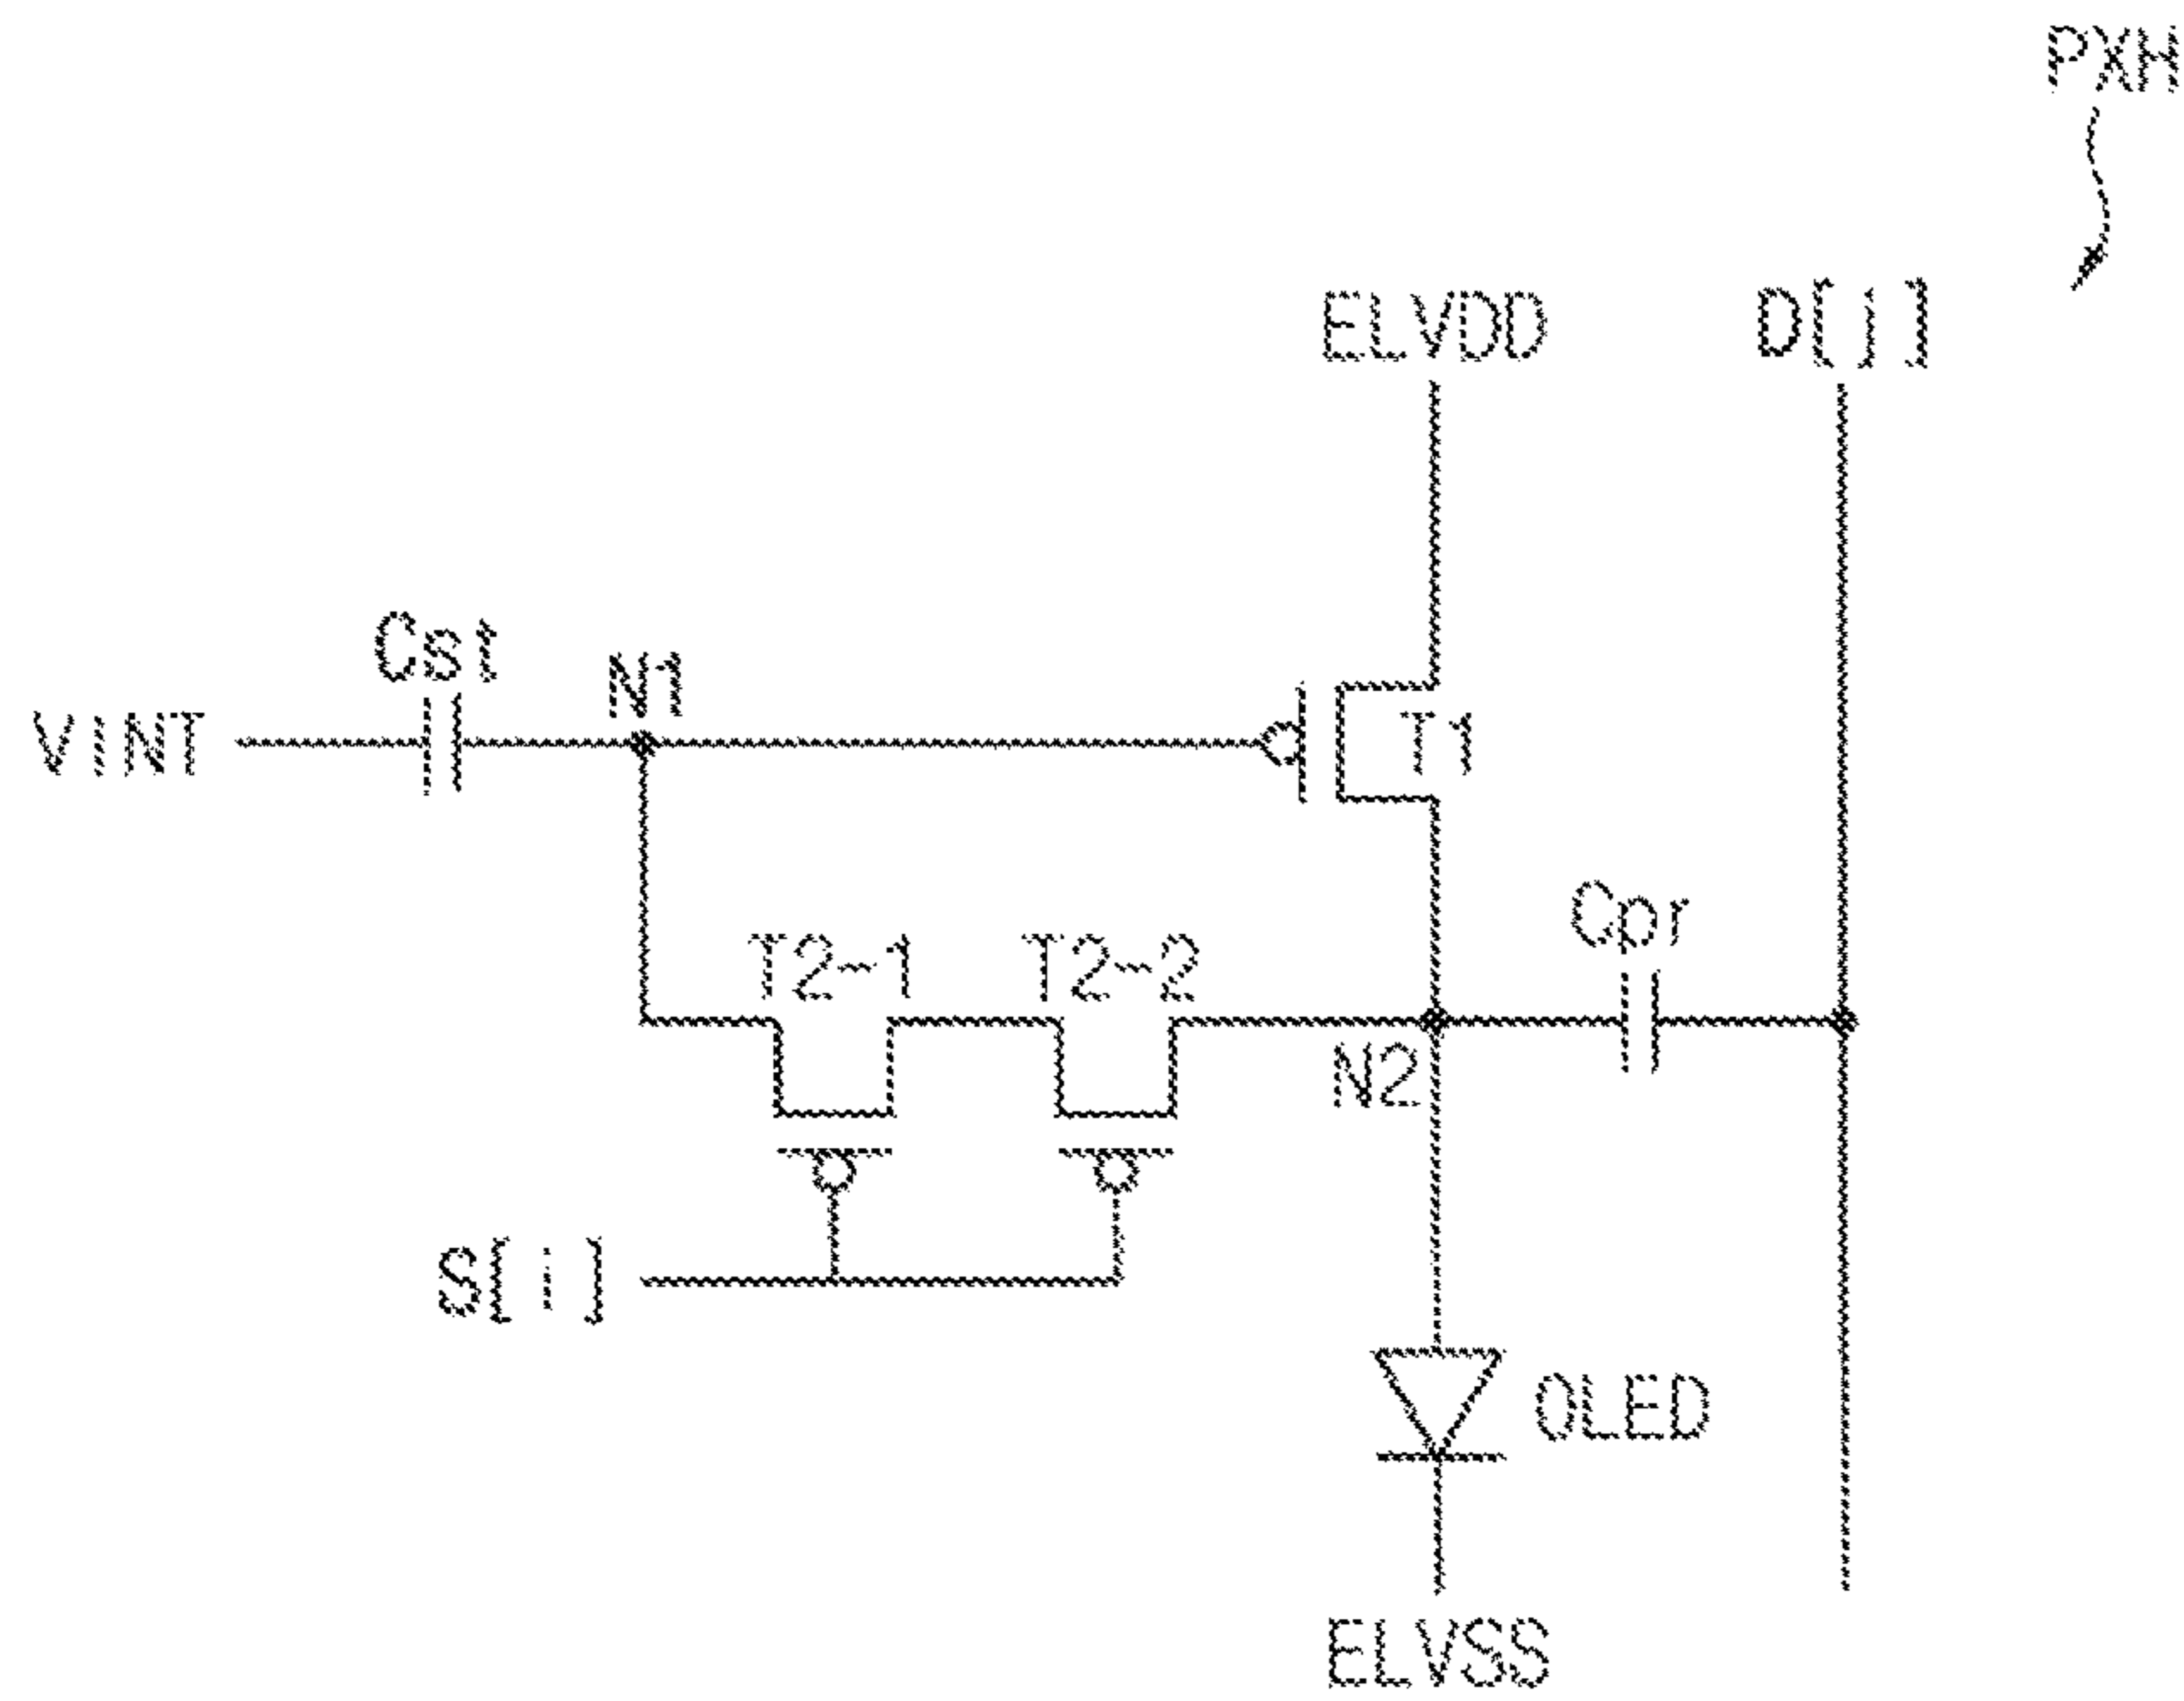 PXH
ELVDD
D[j]
Cst
N1
VINT
T1
Cpr
T2-1
T2-2
N2
S[i]
OLED
ELVSS